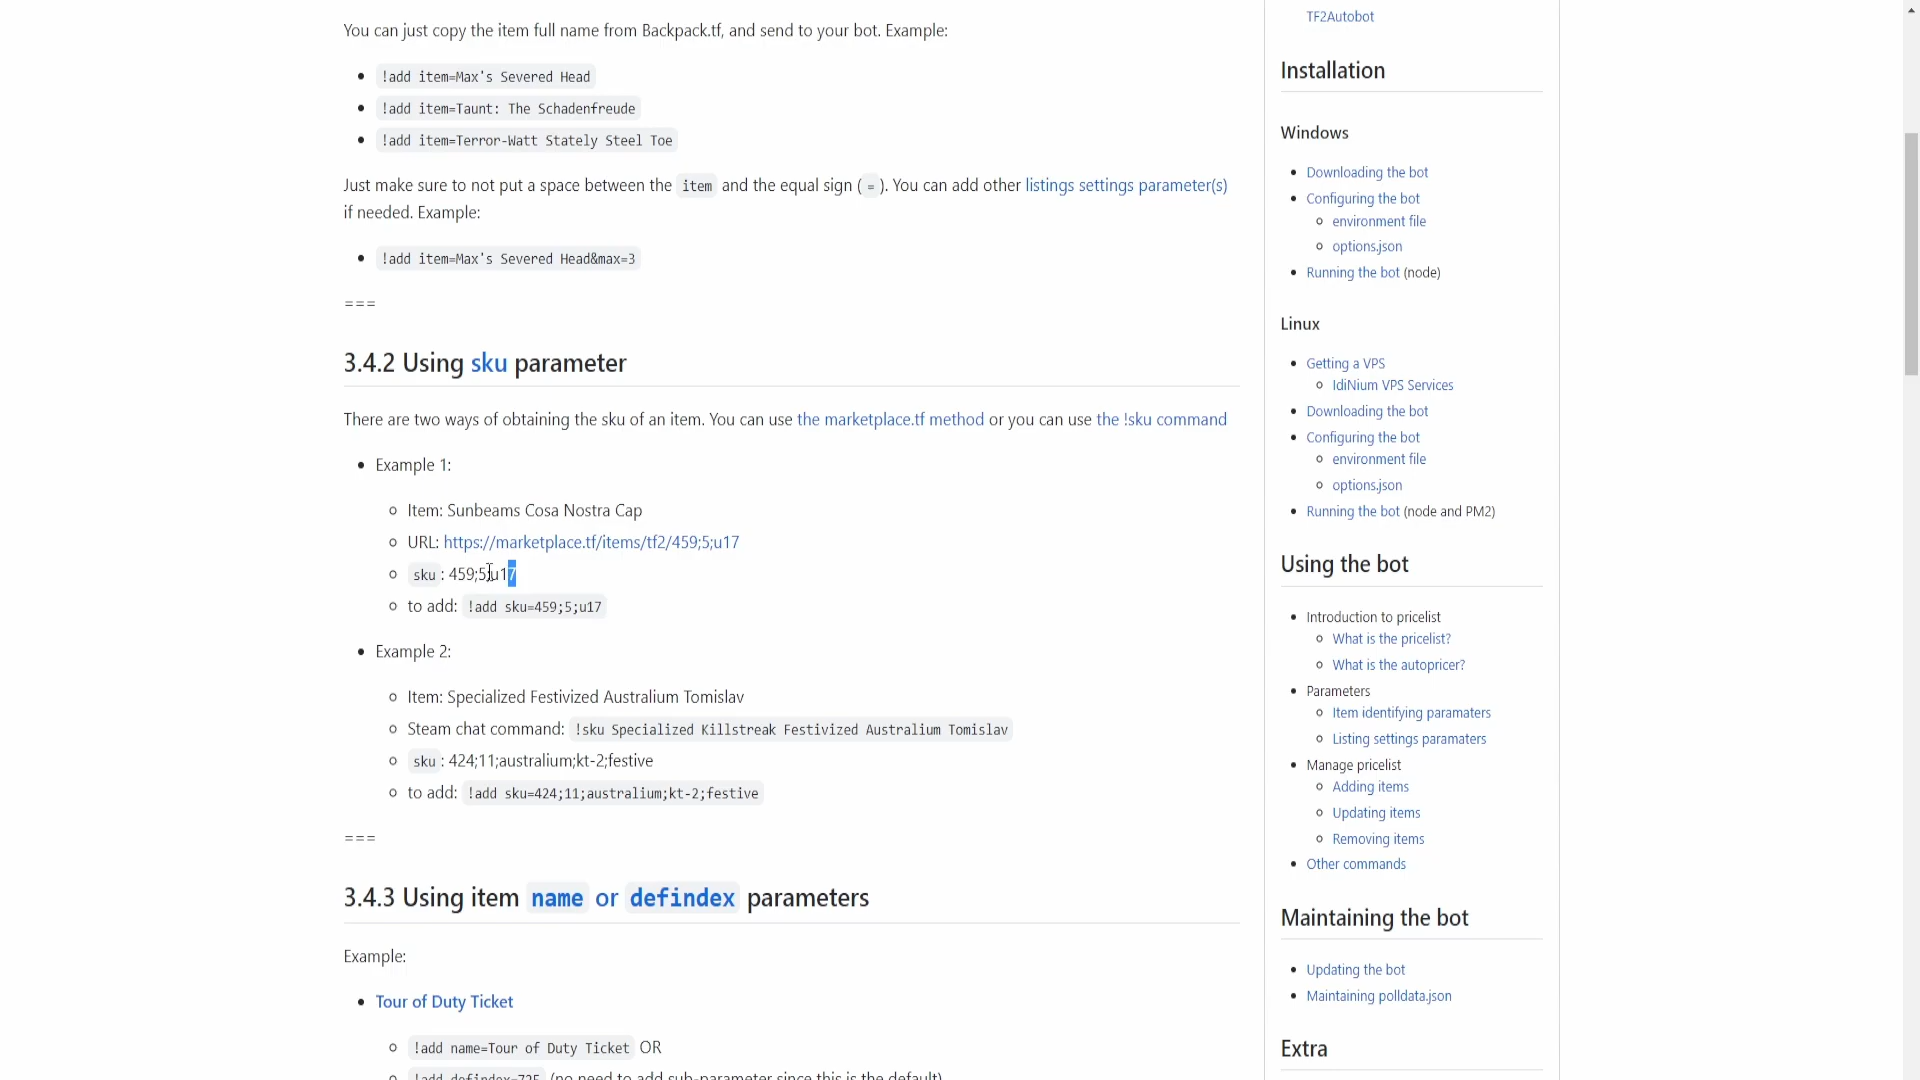 You can just copy the item full name from Backpack.tf, and send to your bot. Example:
!add item=Max's Severed Head
!add item=Taunt: The Schadenfreude
!add item=Terror-Watt Stately Steel Toe
Just make sure to not put a space between the item and the equal sign ( = ). You can add other listings settings parameter(s)
if needed. Example:
!add item=Max's Severed Head&max=3
===
3.4.2 Using sku parameter
There are two ways of obtaining the sku of an item. You can use the marketplace.tf method or you can use the !sku command
Example 1:
Item: Sunbeams Cosa Nostra Cap
URL: https://marketplace.tf/items/tf2/459;5;u17
sku : 459;5;u17
to add: !add sku=459;5;u17
Example 2:
Item: Specialized Festivized Australium Tomislav
Steam chat command: !sku Specialized Killstreak Festivized Australium Tomislav
sku : 424;11;australium;kt-2;festive
to add: !add sku=424;11;australium;kt-2;festive
===
3.4.3 Using item name or defindex parameters
Example:
Tour of Duty Ticket
!add name=Tour of Duty Ticket OR
!add defindex=725 (no need to add sub-parameter since this is the default)
TF2Autobot
Installation
Windows
Downloading the bot
Configuring the bot
environment file
options.json
Running the bot (node)
Linux
Getting a VPS
IdiNium VPS Services
Downloading the bot
Configuring the bot
environment file
options.json
Running the bot (node and PM2)
Using the bot
Introduction to pricelist
What is the pricelist?
What is the autopricer?
Parameters
Item identifying paramaters
Listing settings paramaters
Manage pricelist
Adding items
Updating items
Removing items
Other commands
Maintaining the bot
Updating the bot
Maintaining polldata.json
Extra